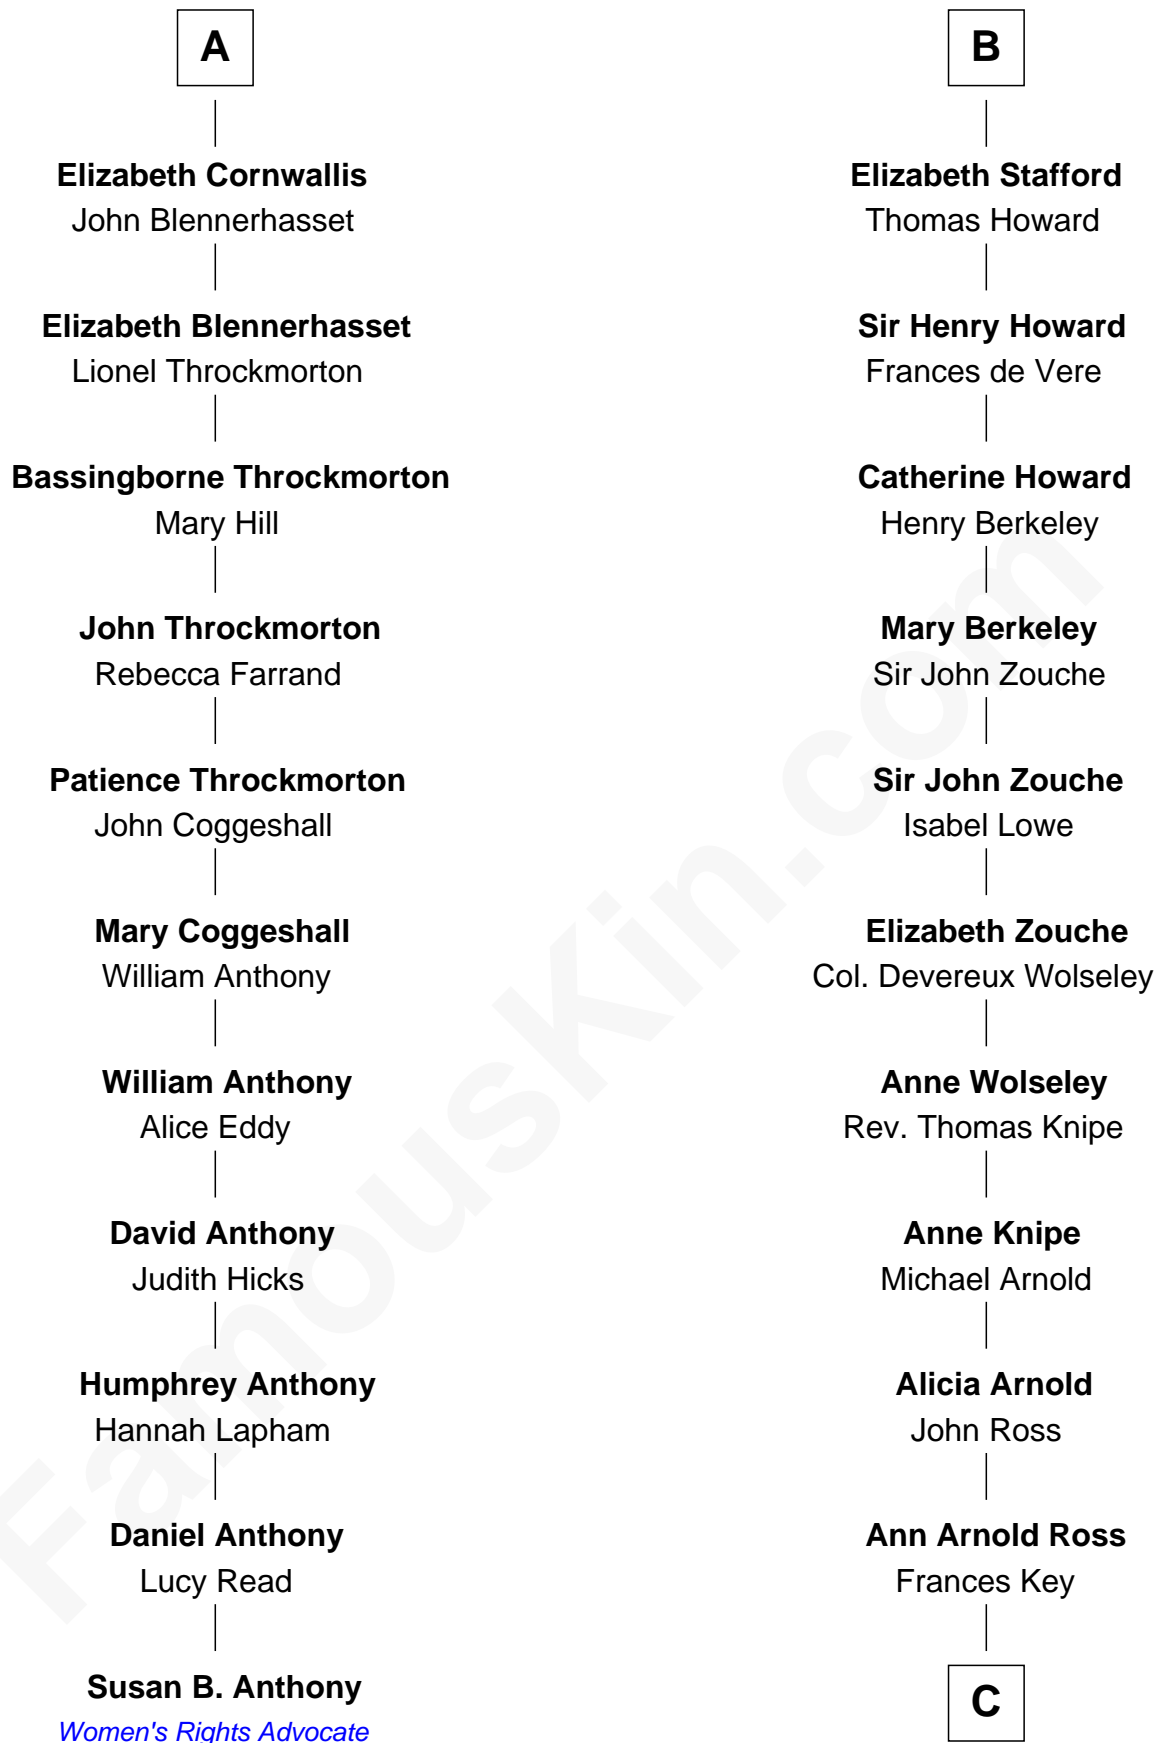 A
Elizabeth Cornwallis
John Blennerhasset
Elizabeth Blennerhasset
Lionel Throckmorton
Bassingborne Throckmorton
Mary Hill
John Throckmorton
Rebecca Farrand
Patience Throckmorton
John Coggeshall
Mary Coggeshall
William Anthony
William Anthony
Alice Eddy
David Anthony
Judith Hicks
Humphrey Anthony
Hannah Lapham
Daniel Anthony
Lucy Read
Susan B. Anthony
Women's Rights Advocate
B
Elizabeth Stafford
Thomas Howard
Sir Henry Howard
Frances de Vere
Catherine Howard
Henry Berkeley
Mary Berkeley
Sir John Zouche
Sir John Zouche
Isabel Lowe
Elizabeth Zouche
Col. Devereux Wolseley
Anne Wolseley
Rev. Thomas Knipe
Anne Knipe
Michael Arnold
Alicia Arnold
John Ross
Ann Arnold Ross
Frances Key
C
FamousKin.com